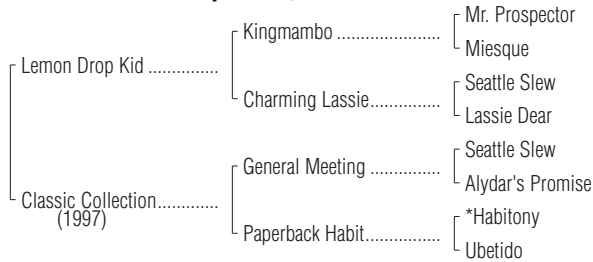 Mr. Prospector
Kingmambo ..................
Miesque
Lemon Drop Kid ...............
Seattle Slew
Charming Lassie................
Lassie Dear
Seattle Slew
General Meeting ...............
Alydar's Promise
Classic Collection.............
(1997)
*Habitony
Paperback Habit................
Ubetido